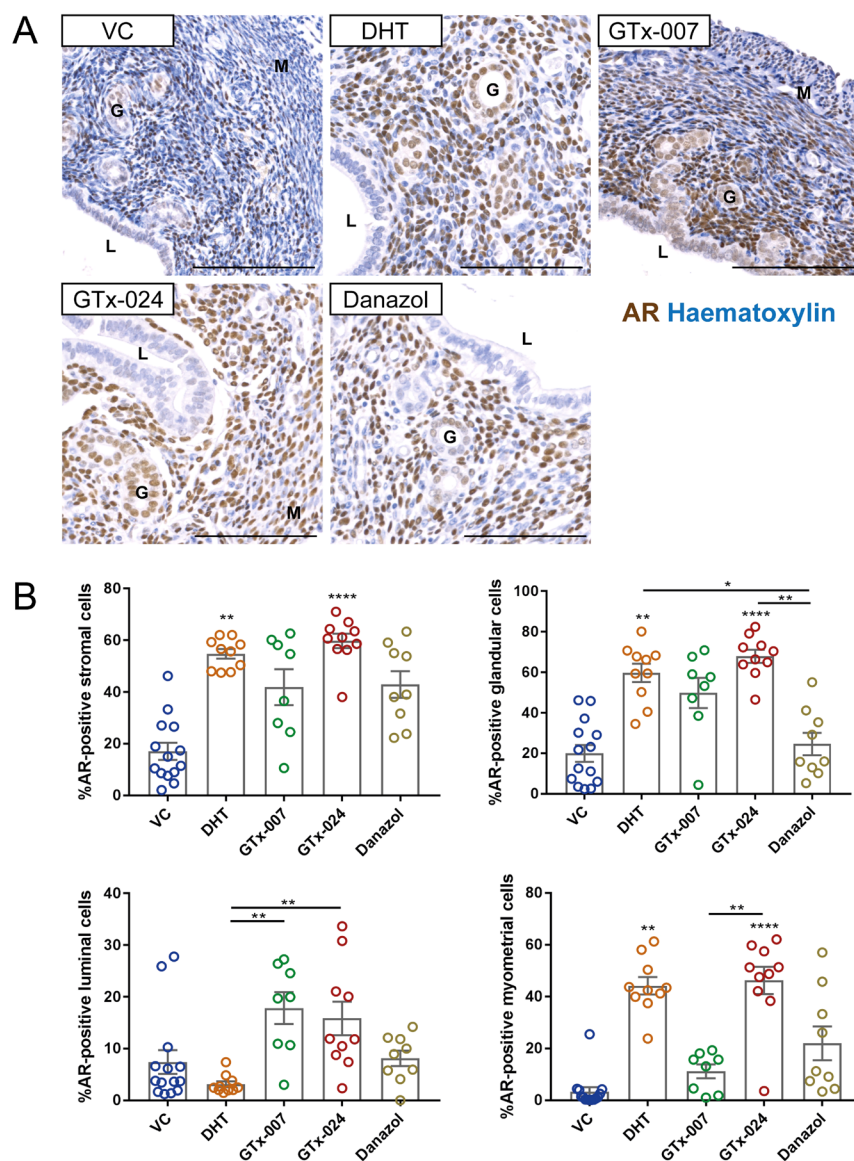 A
VC
DHT
GTx-007
G
M
L
G
L
M
G
L
GTx-024
Danazol
AR Haematoxylin
L
G
M
L
G
B
%AR-positive stromal cells
80
60
40
20
0
** ****
VC DHT GTx-007 GTx-024 Danazol
%AR-positive glandular cells
100
80
60
40
20
0
*
**
** ****
VC DHT GTx-007 GTx-024 Danazol
%AR-positive luminal cells
40
30
20
10
0
**
**
VC DHT GTx-007 GTx-024 Danazol
%AR-positive myometrial cells
80
60
40
20
0
**
** ****
VC DHT GTx-007 GTx-024 Danazol